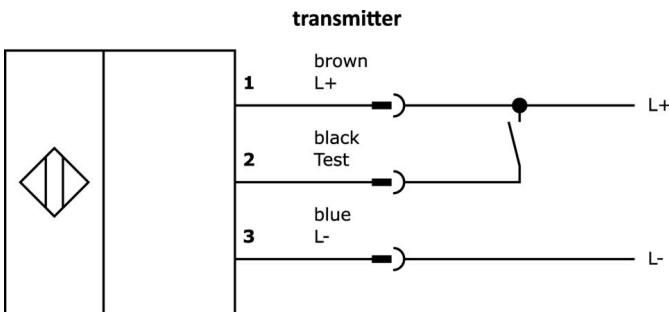 transmitter
brown
1 L+ L+
black
2 Test
blue
3 L- L-